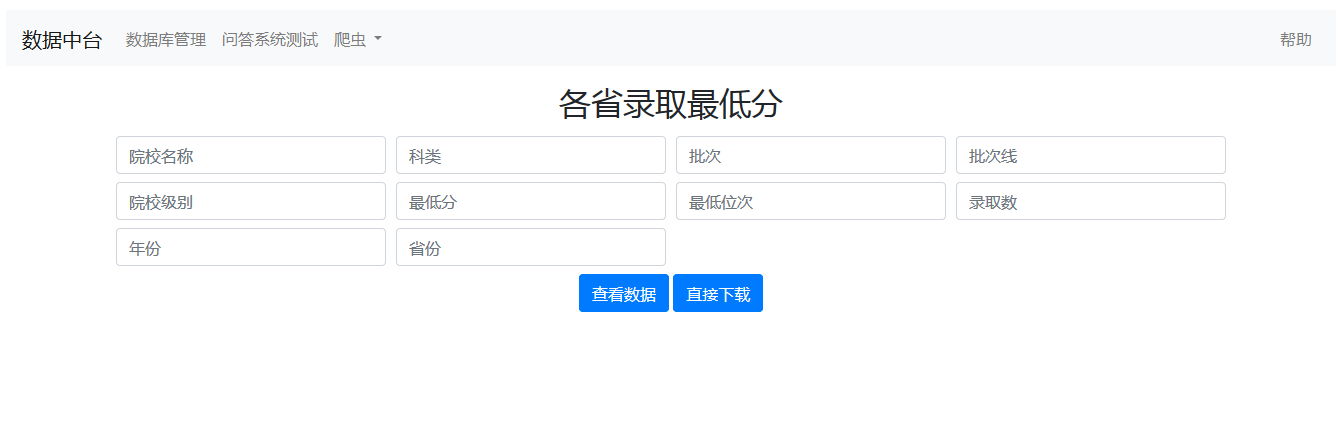 数据中台 数据库管理 问答系统测试 爬虫 帮助
各省录取最低分
院校名称 科类 批次 批次线
院校级别 最低分 最低位次 录取数
年份 省份
查看数据 直接下载